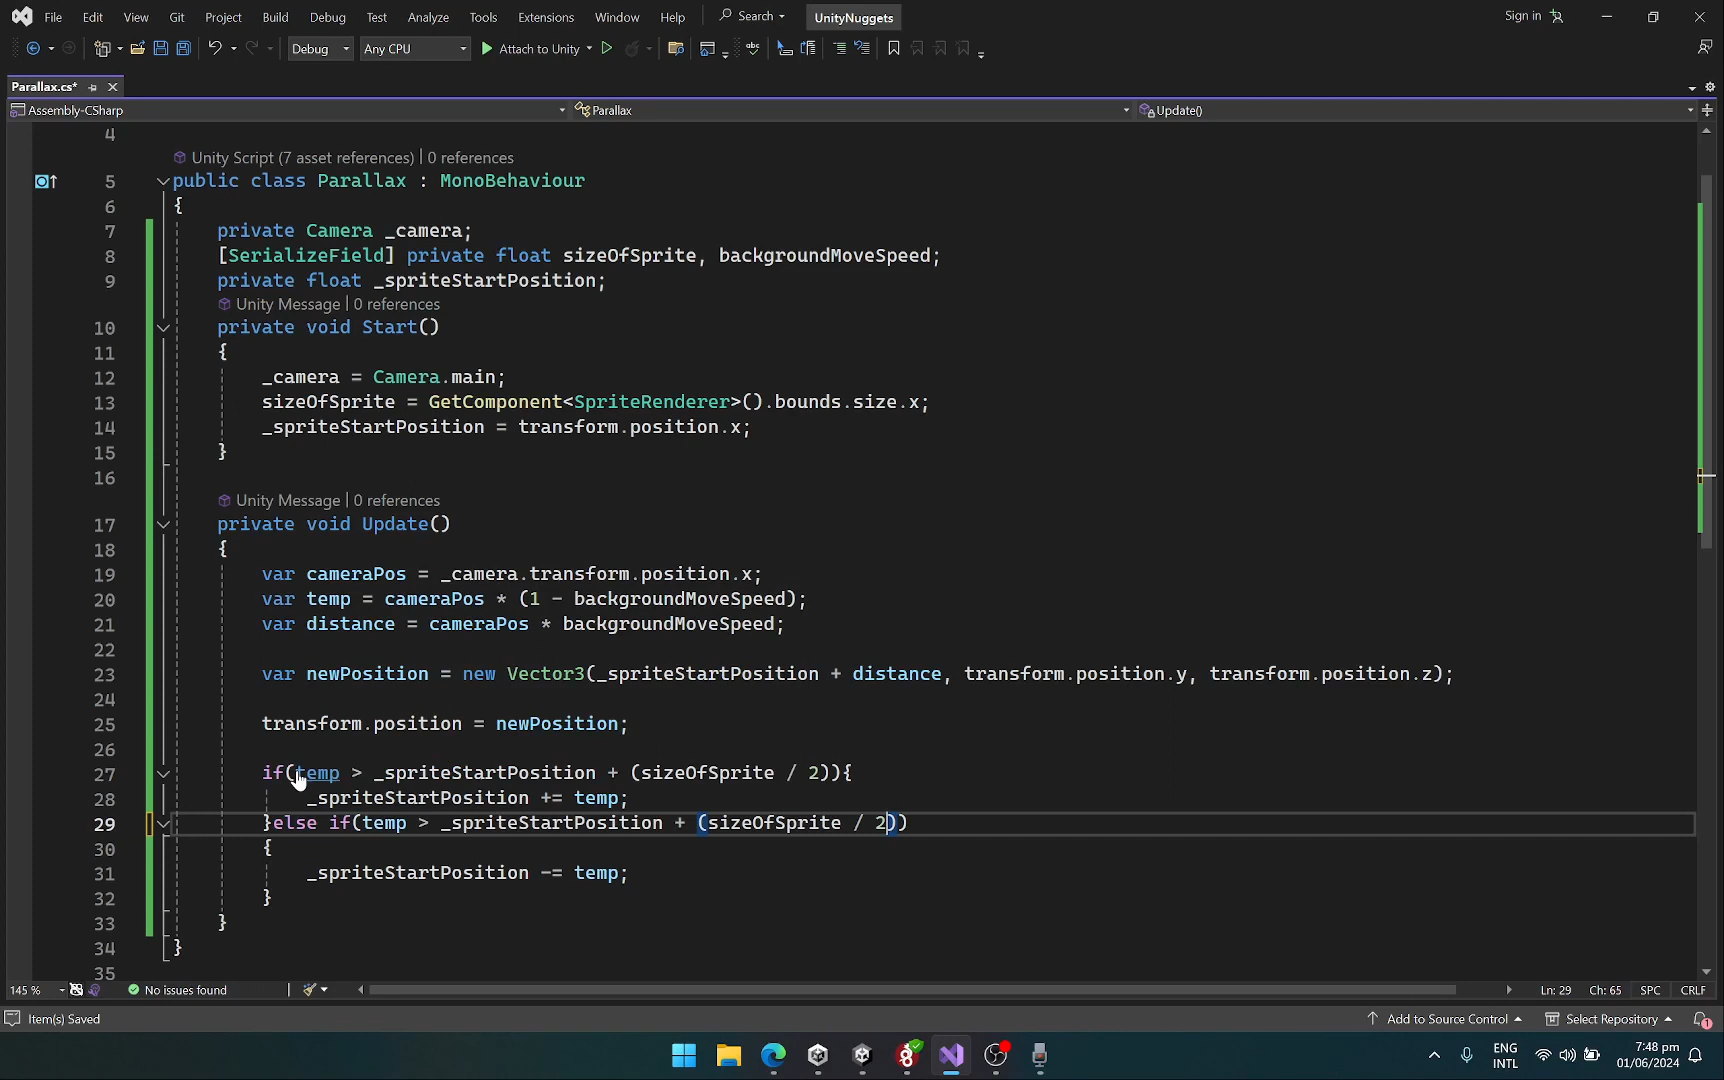 File Edit View Git Project Build Debug Test Analyze Tools Extensions Window Help Search UnityNuggets Sign in
Debug Any CPU Attach to Unity
Parallax.cs*
Assembly-CSharp Parallax Update()
4
Unity Script (7 asset references) | 0 references
5 public class Parallax : MonoBehaviour
6 {
7 private Camera _camera;
8 [SerializeField] private float sizeOfSprite, backgroundMoveSpeed;
9 private float _spriteStartPosition;
Unity Message | 0 references
10 private void Start()
11 {
12 _camera = Camera.main;
13 sizeOfSprite = GetComponent<SpriteRenderer>().bounds.size.x;
14 _spriteStartPosition = transform.position.x;
15 }
16
Unity Message | 0 references
17 private void Update()
18 {
19 var cameraPos = _camera.transform.position.x;
20 var temp = cameraPos * (1 - backgroundMoveSpeed);
21 var distance = cameraPos * backgroundMoveSpeed;
22
23 var newPosition = new Vector3(_spriteStartPosition + distance, transform.position.y, transform.position.z);
24
25 transform.position = newPosition;
26
27 if(temp > _spriteStartPosition + (sizeOfSprite / 2)){
28 _spriteStartPosition += temp;
29 }else if(temp > _spriteStartPosition + (sizeOfSprite / 2))
30 {
31 _spriteStartPosition -= temp;
32 }
33 }
34 }
35
145 % No issues found Ln: 29 Ch: 65 SPC CRLF
Item(s) Saved Add to Source Control Select Repository 1
ENG INTL 7:48 pm
01/06/2024